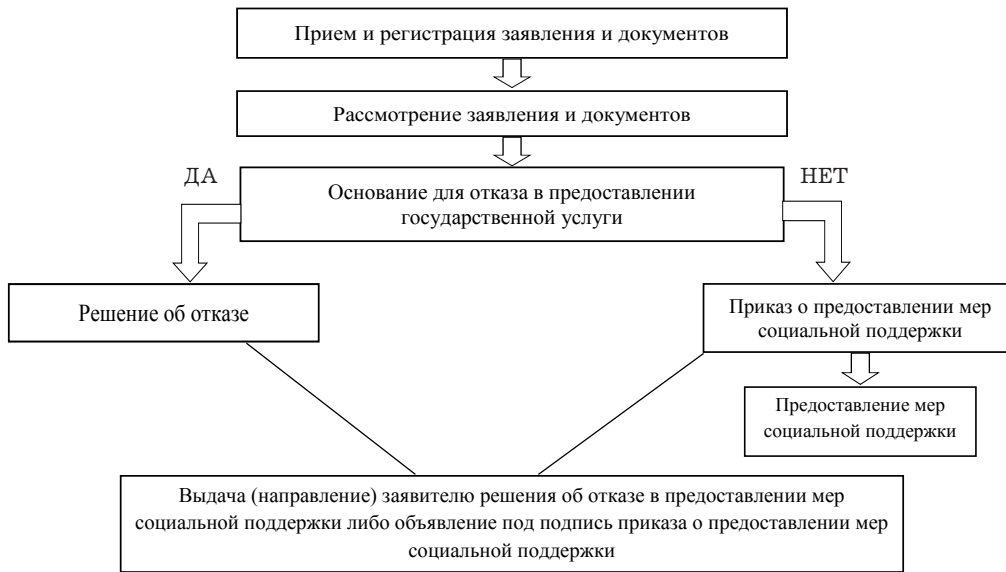 Прием и регистрация заявления и документов
Рассмотрение заявления и документов
ДА
НЕТ
Основание для отказа в предоставлении
государственной услуги
Решение об отказе
Приказ о предоставлении мер
социальной поддержки
Предоставление мер
социальной поддержки
Выдача (направление) заявителю решения об отказе в предоставлении мер
социальной поддержки либо объявление под подпись приказа о предоставлении мер
социальной поддержки